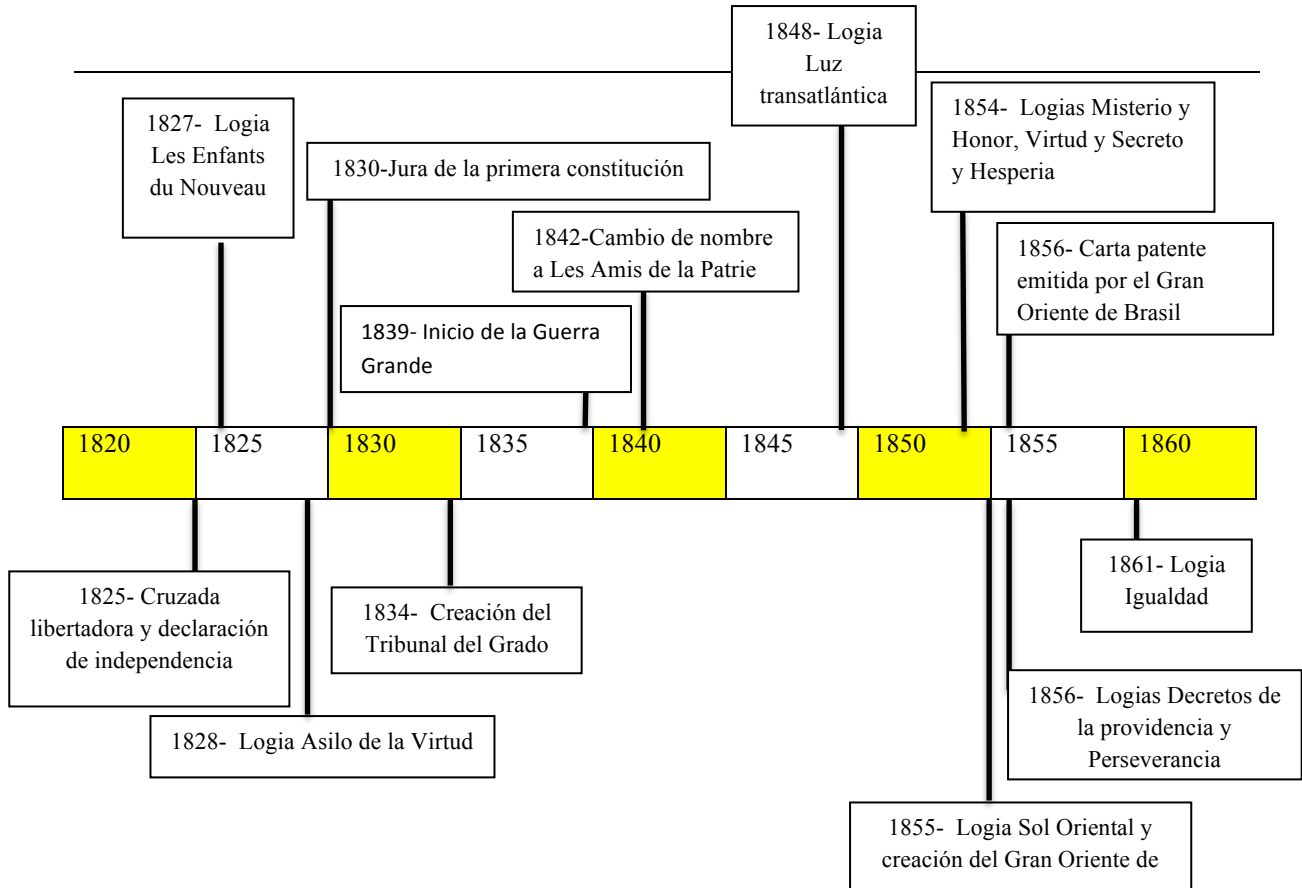 1848- Logia
Luz
transatlántica
1827- Logia
Les Enfants
du Nouveau
1830-Jura de la primera constitución
1854- Logias Misterio y
Honor, Virtud y Secreto
y Hesperia
1842-Cambio de nombre
a Les Amis de la Patrie
1856- Carta patente
emitida por el Gran
Oriente de Brasil
1839- Inicio de la Guerra
Grande
1820 1825 1830 1835 1840 1845 1850 1855 1860
1825- Cruzada
libertadora y declaración
de independencia
1834- Creación del
Tribunal del Grado
1861- Logia
Igualdad
1828- Logia Asilo de la Virtud
1856- Logias Decretos de
la providencia y
Perseverancia
1855- Logia Sol Oriental y
creación del Gran Oriente de